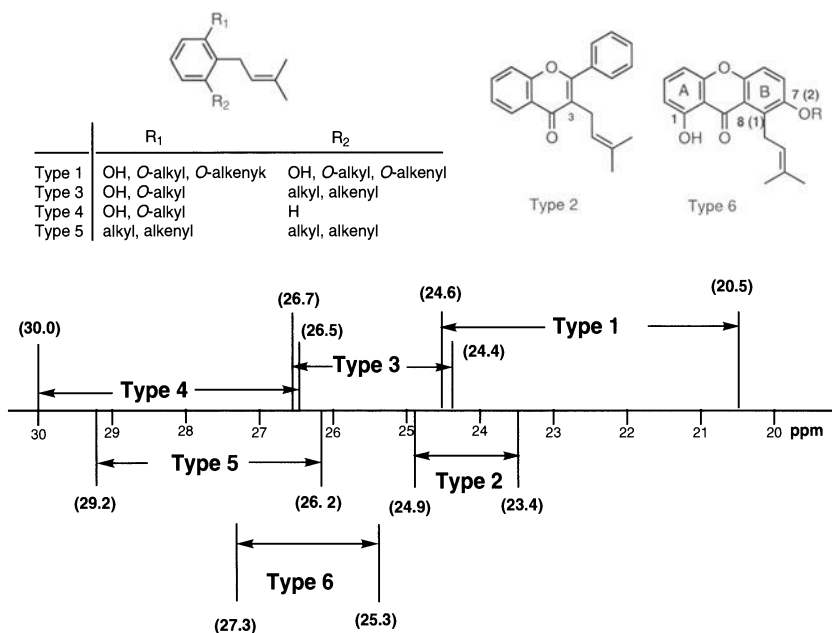 R1
R2
O
O
3
Type 2
O
A
B
7 (2)
OR
1
8 (1)
OH
O
Type 6
R1 R2
Type 1 OH, O-alkyl, O-alkenyk OH, O-alkyl, O-alkenyl
Type 3 OH, O-alkyl alkyl, alkenyl
Type 4 OH, O-alkyl H
Type 5 alkyl, alkenyl alkyl, alkenyl
(30.0) (26.7) (26.5) (24.6) (24.4) (20.5)
Type 4 Type 3 Type 1
30 29 28 27 26 25 24 23 22 21 20 ppm
Type 5 Type 2
(29.2) (26. 2) (24.9) (23.4)
Type 6
(27.3) (25.3)